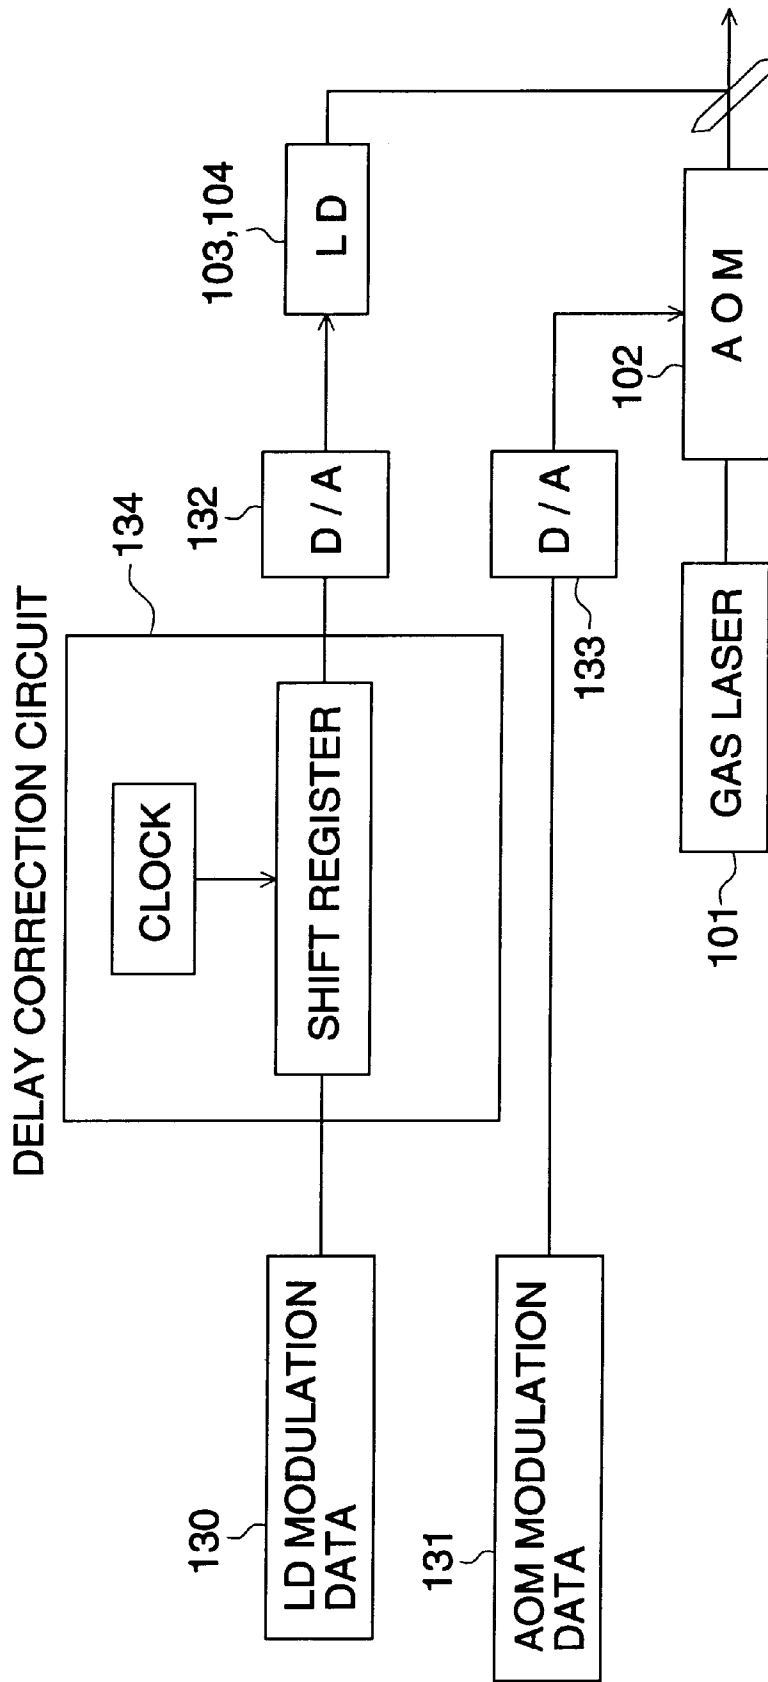 DELAY CORRECTION CIRCUIT
134
CLOCK
SHIFT REGISTER
130
LD MODULATION
DATA
132
D / A
103,104
L D
131
AOM MODULATION
DATA
133
D / A
102
A O M
101
GAS LASER